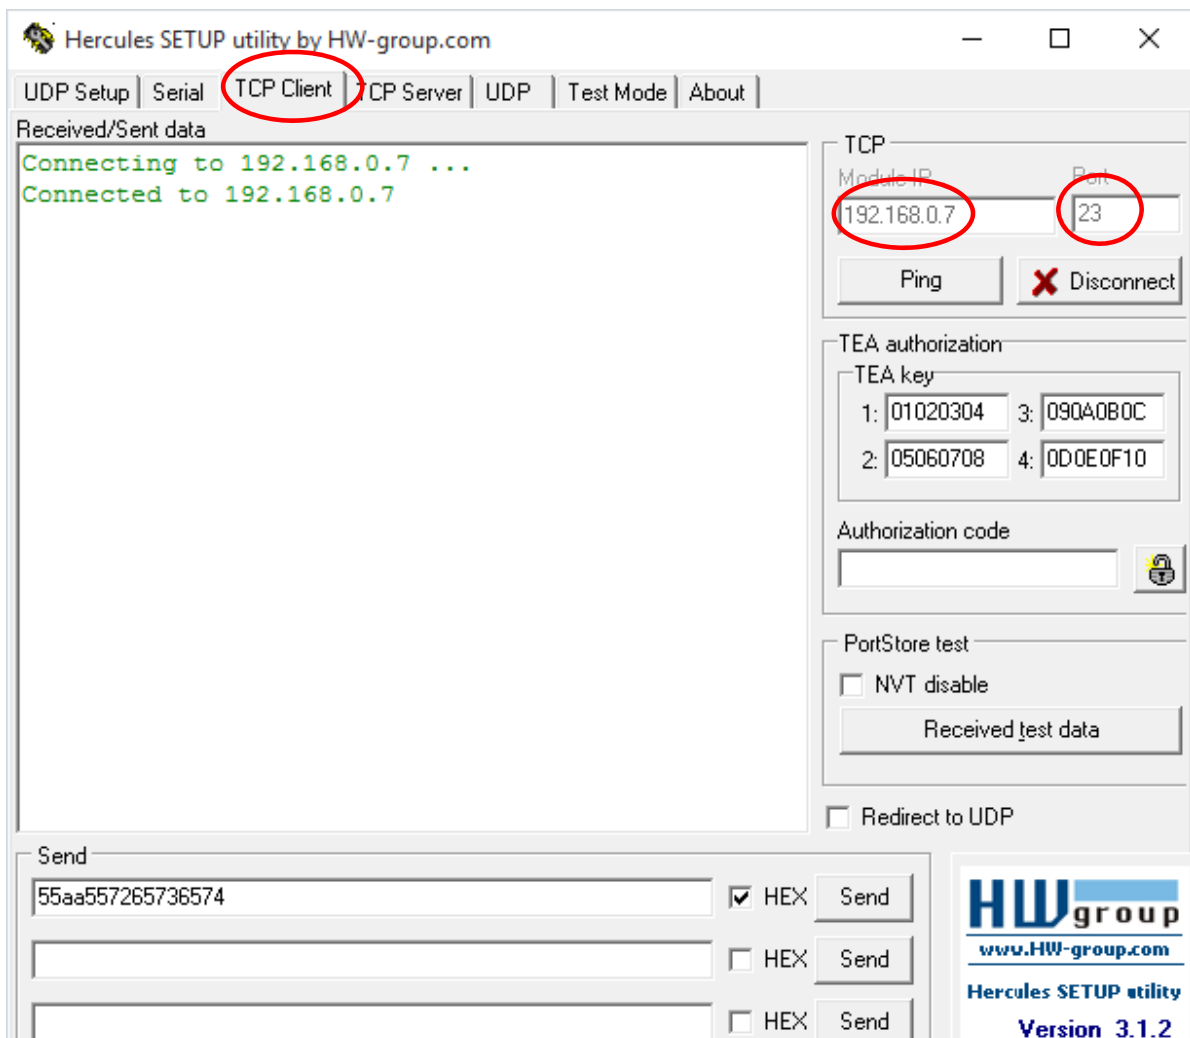 Hercules SETUP utility by HW-group.com
UDP Setup Serial TCP Client TCP Server UDP Test Mode About
Received/Sent data
Connecting to 192.168.0.7 ...
Connected to 192.168.0.7
TCP
Module IP Port
192.168.0.7 23
Ping Disconnect
TEA authorization
TEA key
1: 01020304 3: 090A0B0C
2: 05060708 4: 0D0E0F10
Authorization code
PortStore test
NVT disable
Received test data
Redirect to UDP
Send
55aa557265736574 HEX Send
HEX Send
HEX Send
HW group
www.HW-group.com
Hercules SETUP utility
Version 3.1.2